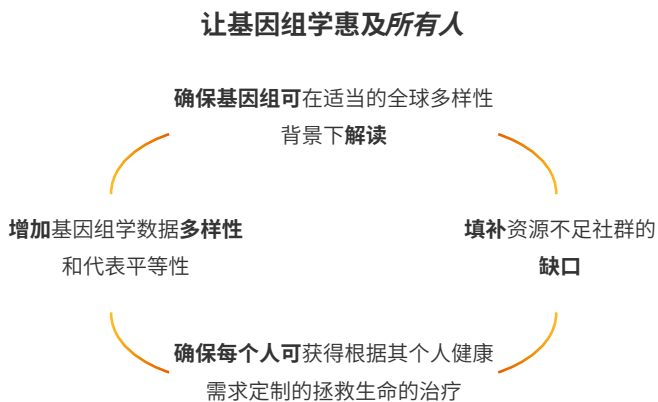 让基因组学惠及所有人
确保基因组可在适当的全球多样性
背景下解读
增加基因组学数据多样性
和代表平等性
填补资源不足社群的
缺口
确保每个人可获得根据其个人健康
需求定制的拯救生命的治疗